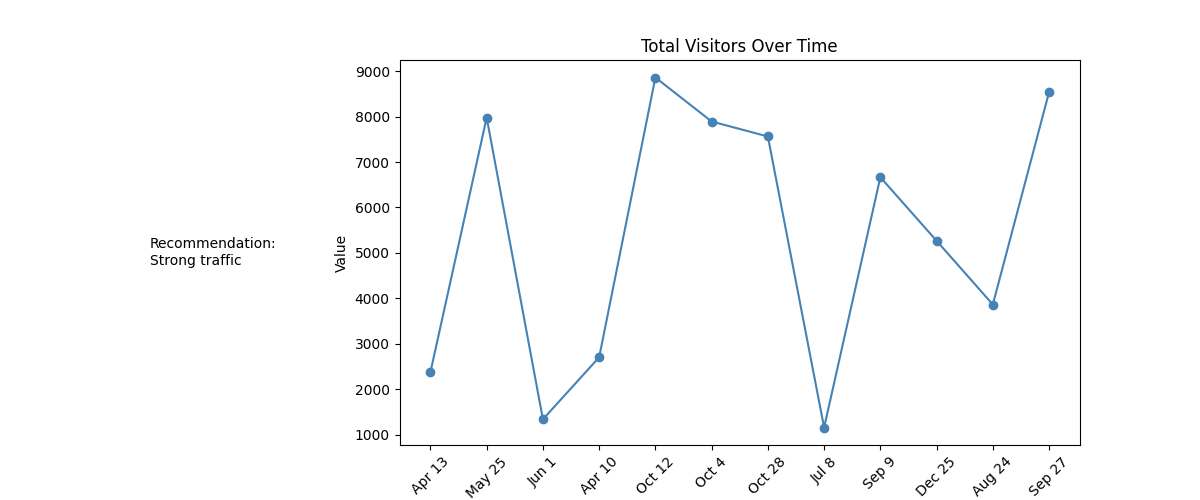 Total Visitors Over Time
Recommendation:
Strong traffic
Value
9000
8000
7000
6000
5000
4000
3000
2000
1000
Apr 13
May 25
Jun 1
Apr 10
Oct 12
Oct 4
Oct 28
Jul 8
Sep 9
Dec 25
Aug 24
Sep 27